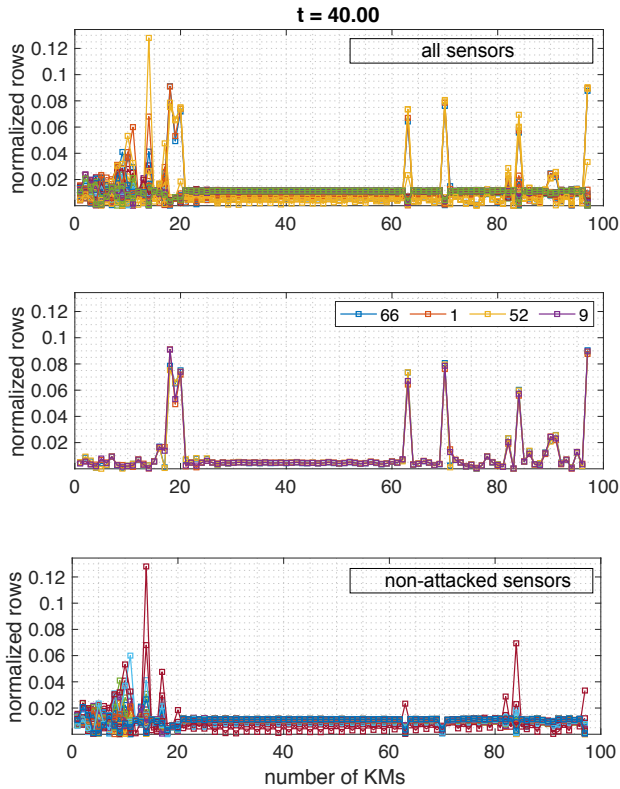 t = 40.00
all sensors
normalized rows
0.12
0.1
0.08
0.06
0.04
0.02
0 20 40 60 80 100
66 1 52 9
normalized rows
0.12
0.1
0.08
0.06
0.04
0.02
0 20 40 60 80 100
non-attacked sensors
normalized rows
0.12
0.1
0.08
0.06
0.04
0.02
0 20 40 60 80 100
number of KMs